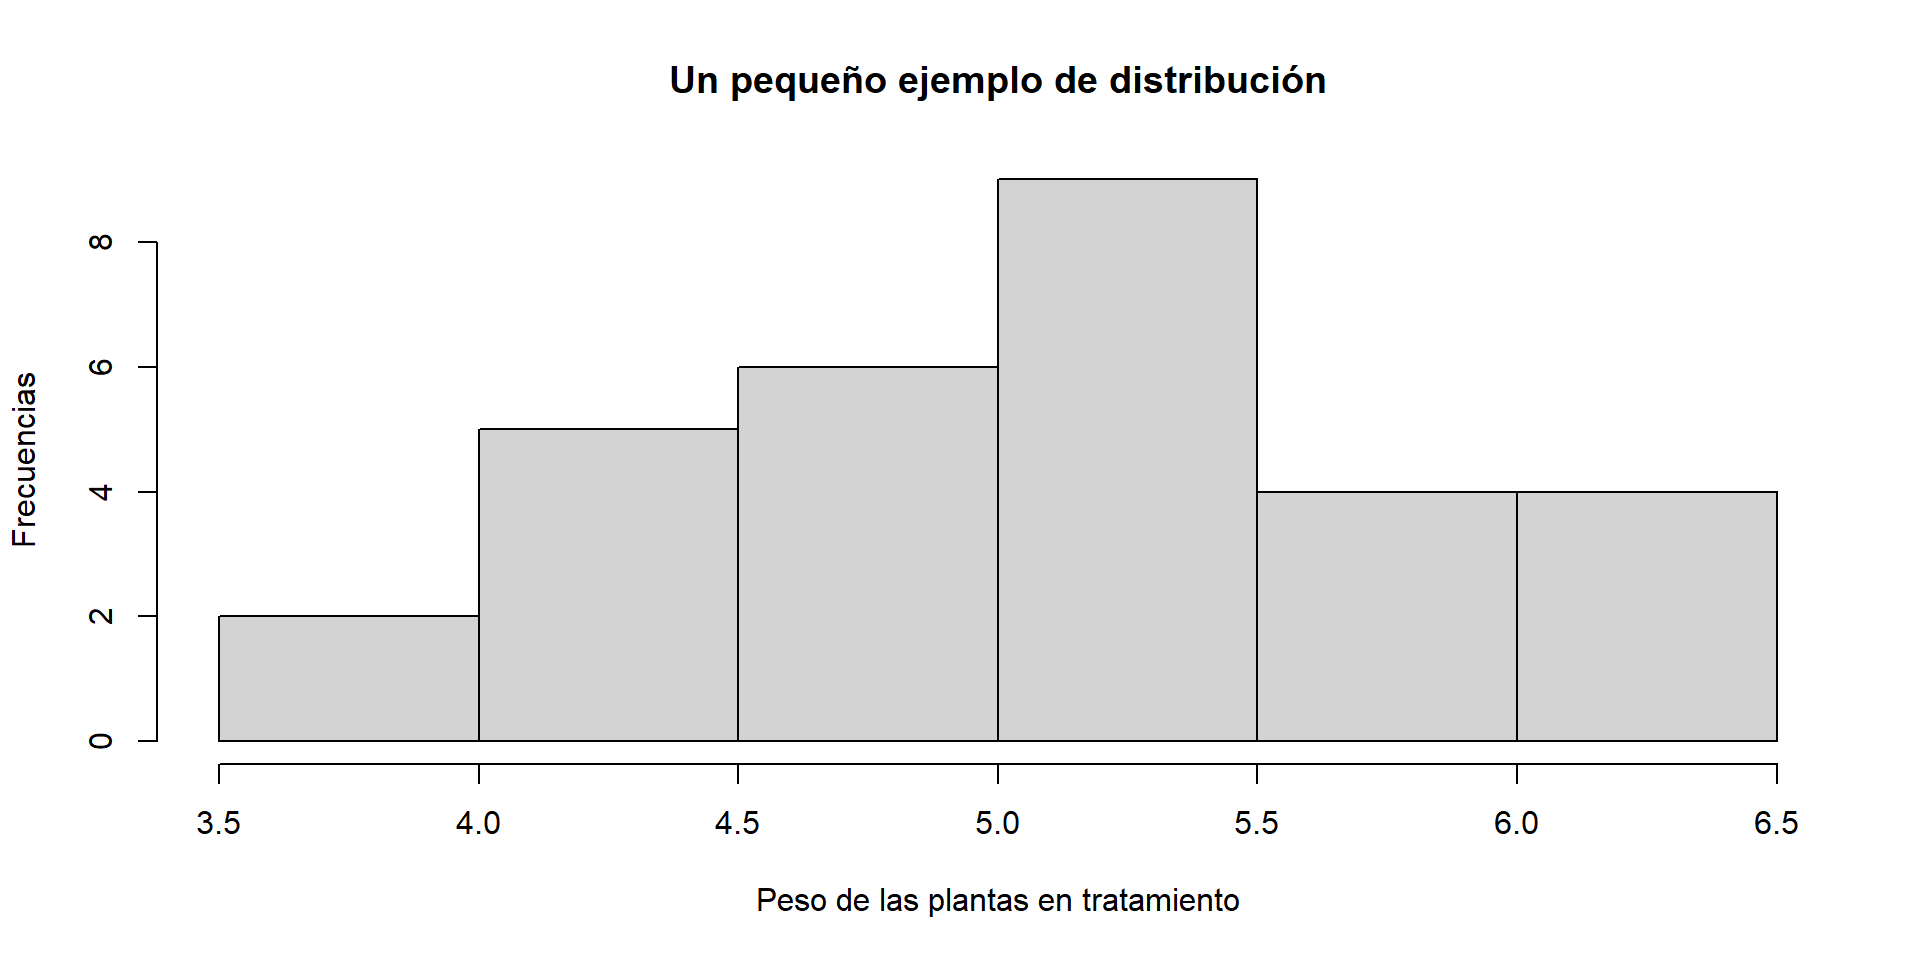 Un pequeño ejemplo de distribución
8
6
4
2
0
Frecuencias
3.5 4.0 4.5 5.0 5.5 6.0 6.5
Peso de las plantas en tratamiento